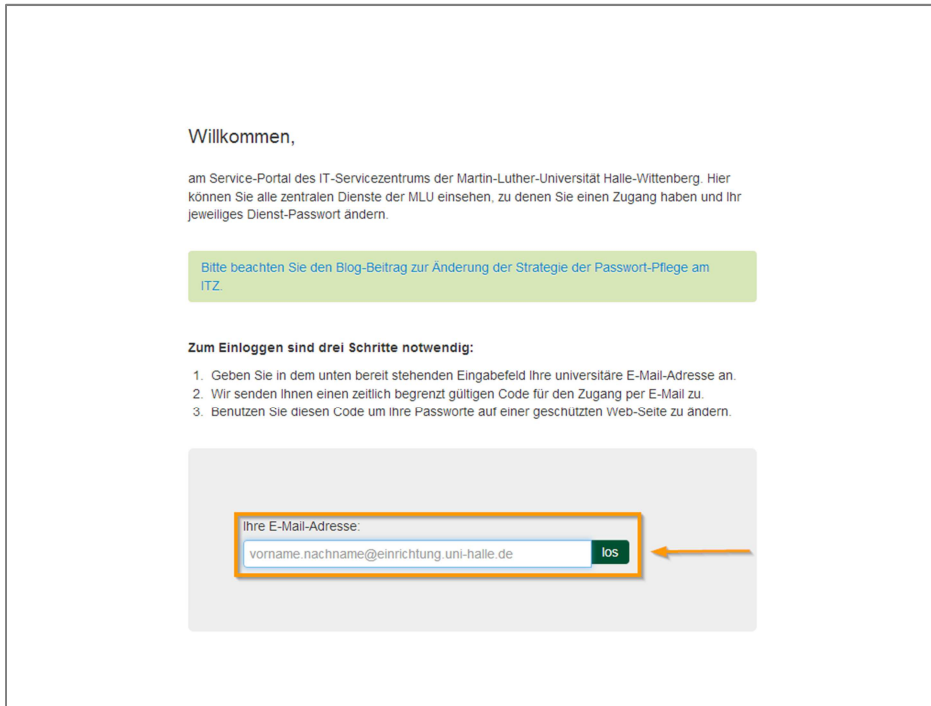 Willkommen,
am Service-Portal des IT-Servicezentrums der Martin-Luther-Universität Halle-Wittenberg. Hier
können Sie alle zentralen Dienste der MLU einsehen, zu denen Sie einen Zugang haben und Ihr
jeweiliges Dienst-Passwort ändern.
Bitte beachten Sie den Blog-Beitrag zur Änderung der Strategie der Passwort-Pflege am
ITZ.
Zum Einloggen sind drei Schritte notwendig:
1. Geben Sie in dem unten bereit stehenden Eingabefeld Ihre universitäre E-Mail-Adresse an.
2. Wir senden Ihnen einen zeitlich begrenzt gültigen Code für den Zugang per E-Mail zu.
3. Benutzen Sie diesen Code um Ihre Passworte auf einer geschützten Web-Seite zu ändern.
Ihre E-Mail-Adresse:
vorname.nachname@einrichtung.uni-halle.de los